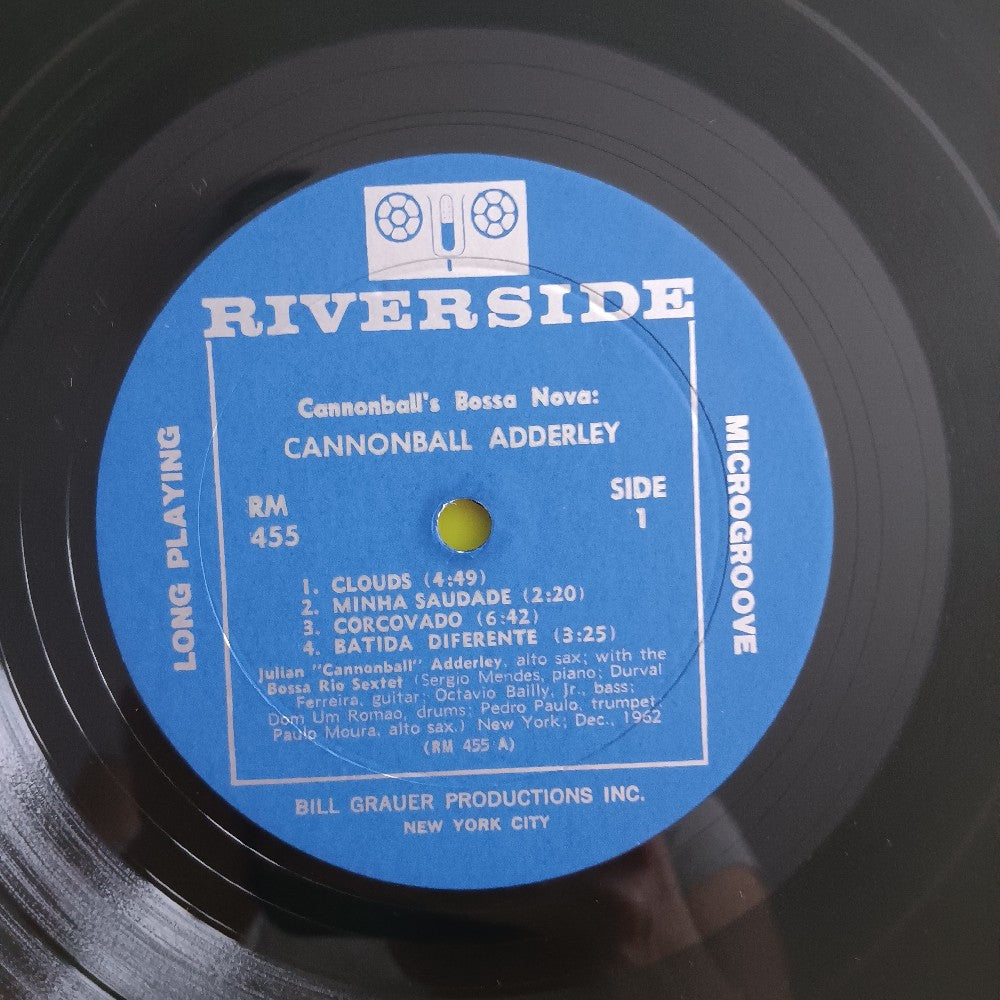 RIVERSIDE
Cannonball's Bossa Nova:
CANNONBALL ADDERLEY
RM
455
SIDE
1
LONG PLAYING
MICROGROOVE
1. CLOUDS (4:49)
2. MINHA SAUDADE (2:20)
3. CORCOVADO (6:42)
4. BATIDA DIFERENTE (3:25)
Julian "Cannonball" Adderley, alto sax; with the
Bossa Rio Sextet (Sergio Mendes, piano; Durval
Ferreira, guitar; Octavio Bailly, Jr., bass;
Dom Um Romao, drums; Pedro Paulo, trumpet;
Paulo Moura, alto sax.) New York; Dec., 1962
(RM 455 A)
BILL GRAUER PRODUCTIONS INC.
NEW YORK CITY